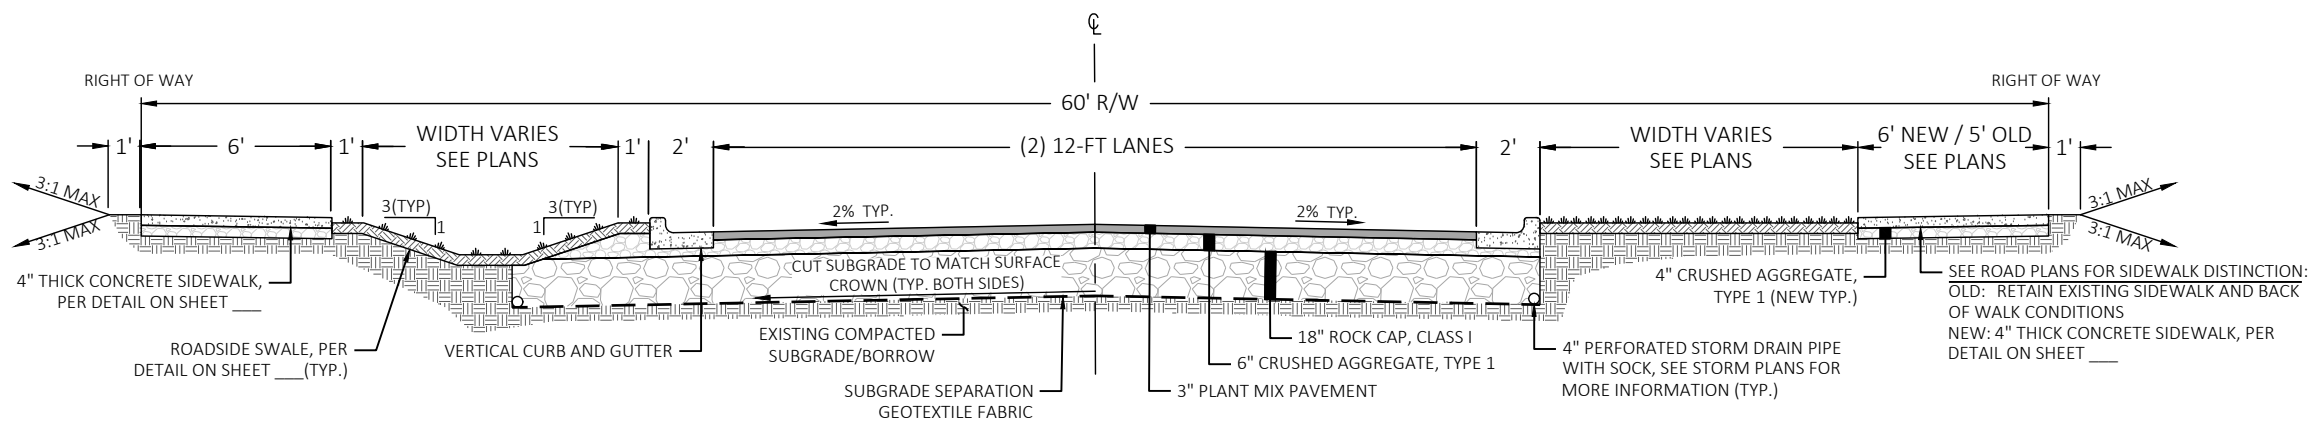 ℄
RIGHT OF WAY
RIGHT OF WAY
60' R/W
1'
6'
1'
WIDTH VARIES
SEE PLANS
1'
2'
(2) 12-FT LANES
2'
WIDTH VARIES
SEE PLANS
6' NEW / 5' OLD
SEE PLANS
1'
3:1 MAX
3:1 MAX
3(TYP)
1
3(TYP)
1
2% TYP.
2% TYP.
3:1 MAX
3:1 MAX
CUT SUBGRADE TO MATCH SURFACE
CROWN (TYP. BOTH SIDES)
4" THICK CONCRETE SIDEWALK,
PER DETAIL ON SHEET ___
ROADSIDE SWALE, PER
DETAIL ON SHEET ___(TYP.)
VERTICAL CURB AND GUTTER
EXISTING COMPACTED
SUBGRADE/BORROW
SUBGRADE SEPARATION
GEOTEXTILE FABRIC
3" PLANT MIX PAVEMENT
6" CRUSHED AGGREGATE, TYPE 1
18" ROCK CAP, CLASS I
4" PERFORATED STORM DRAIN PIPE
WITH SOCK, SEE STORM PLANS FOR
MORE INFORMATION (TYP.)
4" CRUSHED AGGREGATE,
TYPE 1 (NEW TYP.)
SEE ROAD PLANS FOR SIDEWALK DISTINCTION:
OLD: RETAIN EXISTING SIDEWALK AND BACK
OF WALK CONDITIONS
NEW: 4" THICK CONCRETE SIDEWALK, PER
DETAIL ON SHEET ___